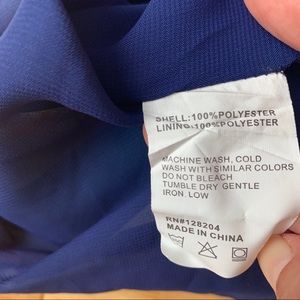 SHELL:100%POLYESTER
LINING:100%POLYESTER
MACHINE WASH, COLD
WASH WITH SIMILAR COLORS
DO NOT BLEACH
TUMBLE DRY GENTLE
IRON, LOW
RN#128204
MADE IN CHINA